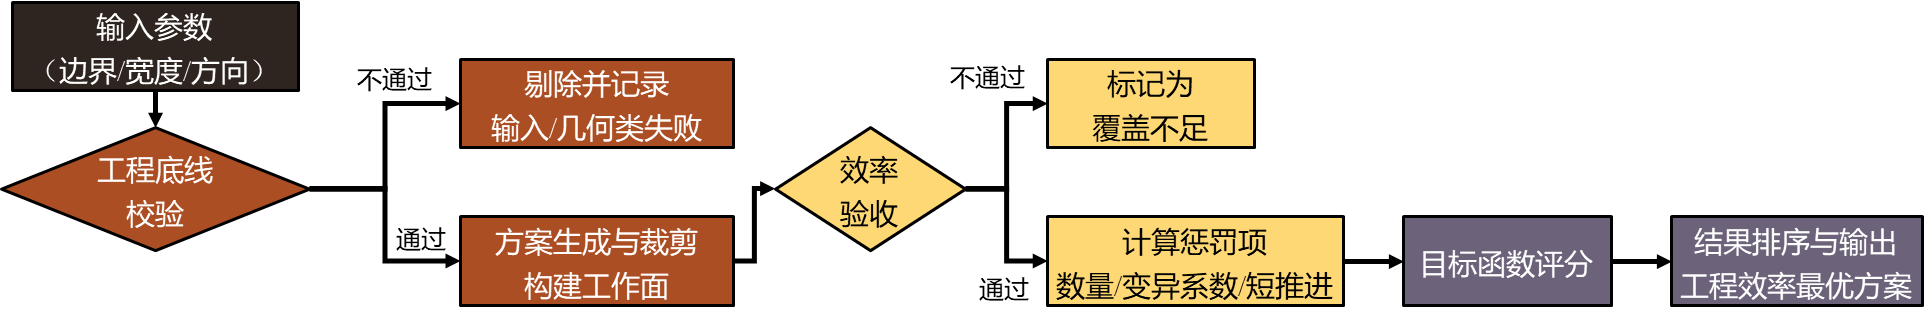 输入参数
（边界/宽度/方向）
工程底线
校验
不通过
剔除并记录
输入/几何类失败
通过
方案生成与裁剪
构建工作面
效率
验收
不通过
标记为
覆盖不足
通过
计算惩罚项
数量/变异系数/短推进
目标函数评分
结果排序与输出
工程效率最优方案